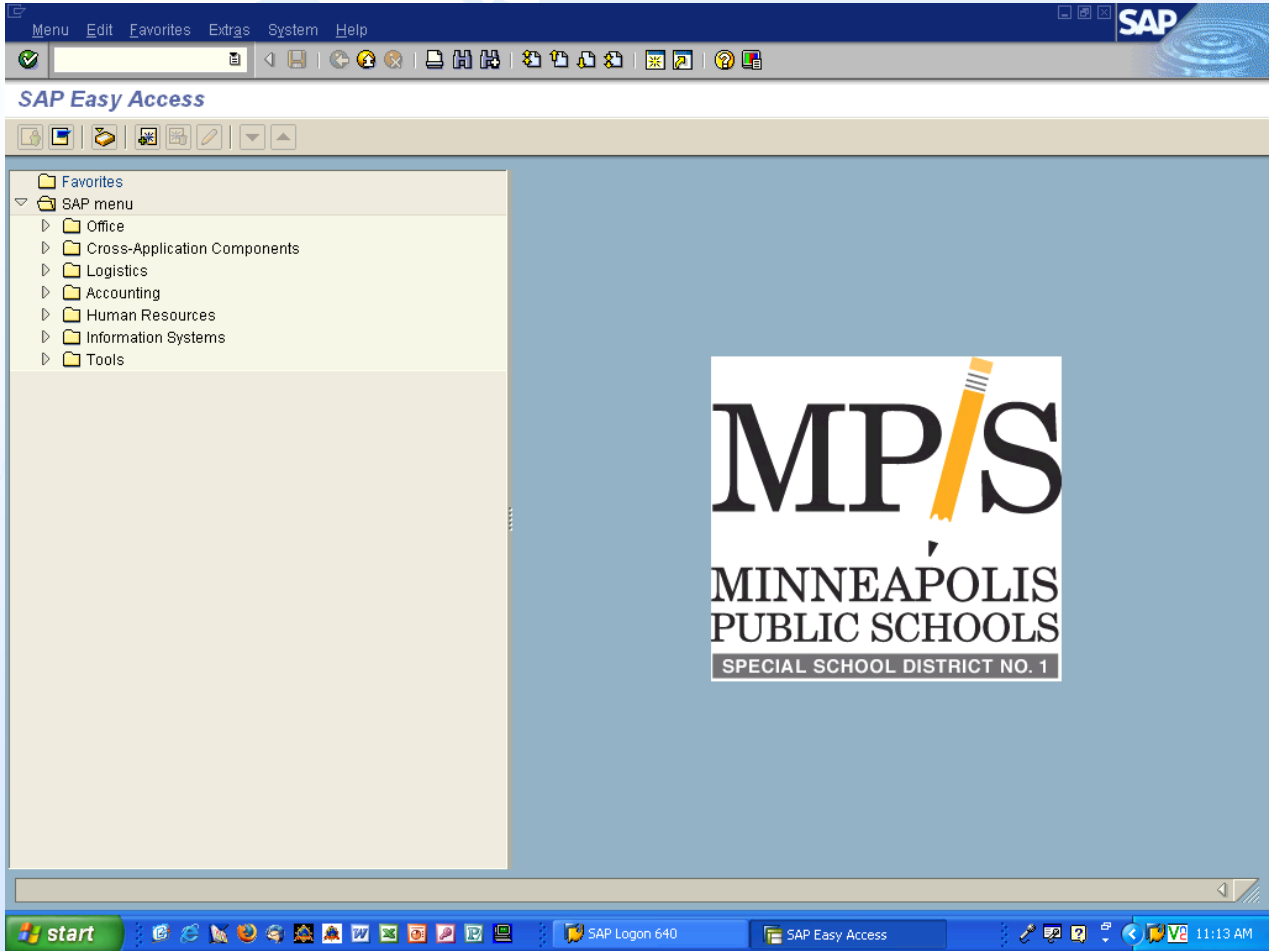 Menu Edit Favorites Extras System Help
SAP
SAP Easy Access
Favorites
SAP menu
Office
Cross-Application Components
Logistics
Accounting
Human Resources
Information Systems
Tools
MPS
MINNEAPOLIS
PUBLIC SCHOOLS
SPECIAL SCHOOL DISTRICT NO. 1
start SAP Logon 640 SAP Easy Access 11:13 AM